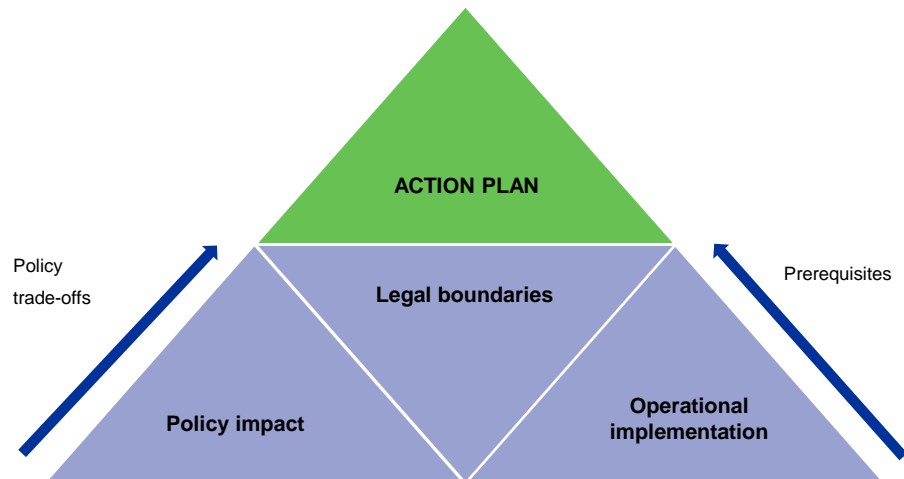 ACTION PLAN
Policy
trade-offs
Prerequisites
Legal boundaries
Policy impact
Operational
implementation